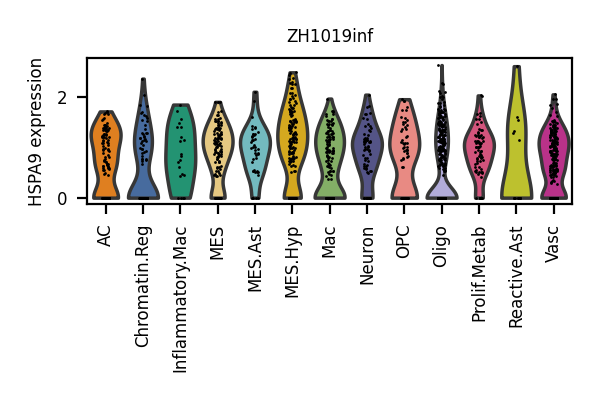 ZH1019inf
HSPA9 expression
2
0
AC
Chromatin.Reg
Inflammatory.Mac
MES
MES.Ast
MES.Hyp
Mac
Neuron
OPC
Oligo
Prolif.Metab
Reactive.Ast
Vasc